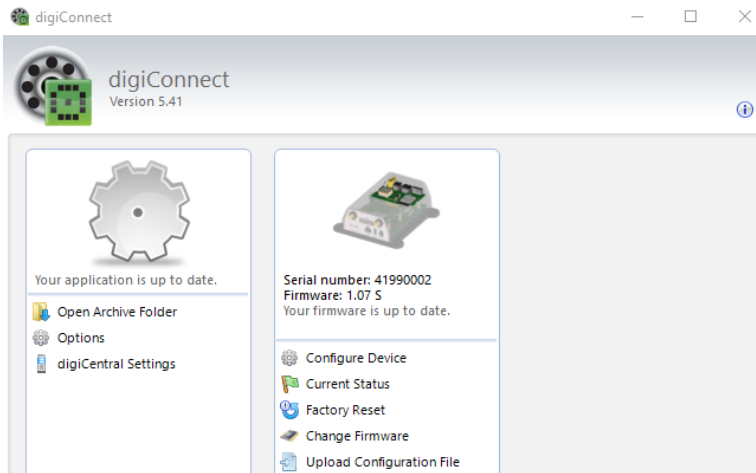 digiConnect
digiConnect
Version 5.41
Your application is up to date.
Open Archive Folder
Options
digiCentral Settings
Serial number: 41990002
Firmware: 1.07 S
Your firmware is up to date.
Configure Device
Current Status
Factory Reset
Change Firmware
Upload Configuration File